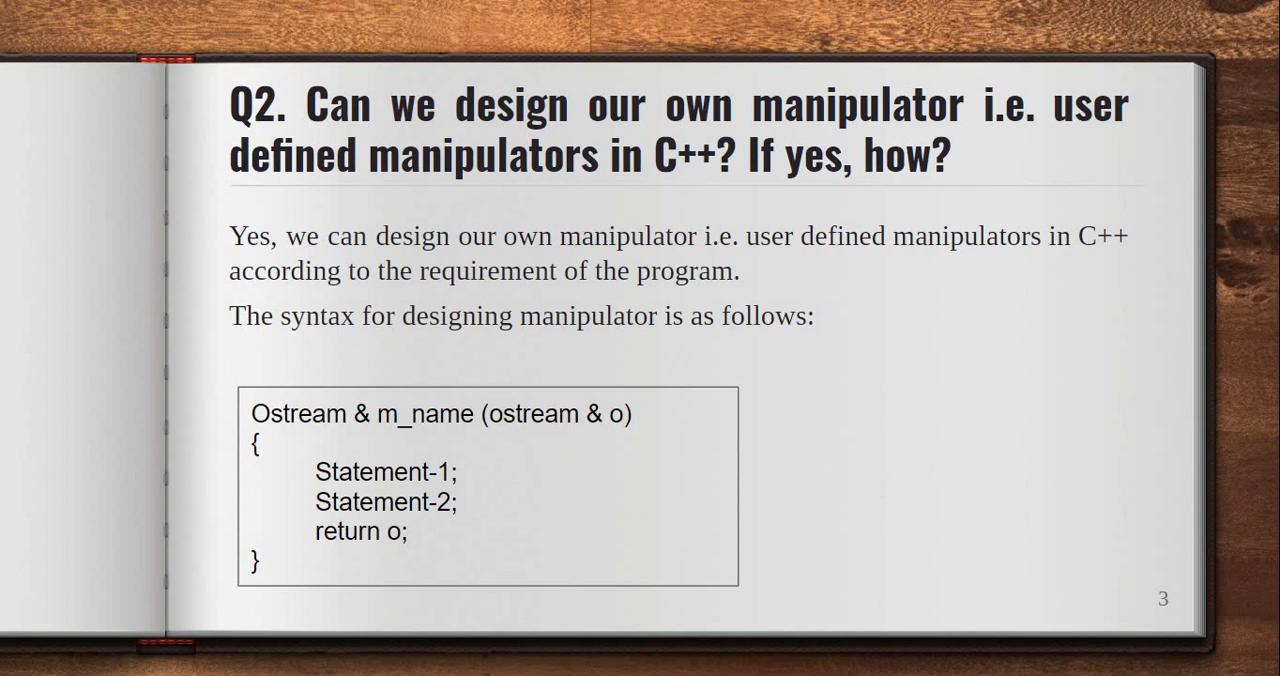 Q2. Can we design our own manipulator i.e. user
defined manipulators in C++? If yes, how?
Yes, we can design our own manipulator i.e. user defined manipulators in C++
according to the requirement of the program.
The syntax for designing manipulator is as follows:
Ostream & m_name (ostream & o)
{
Statement-1;
Statement-2;
return o;
}
3